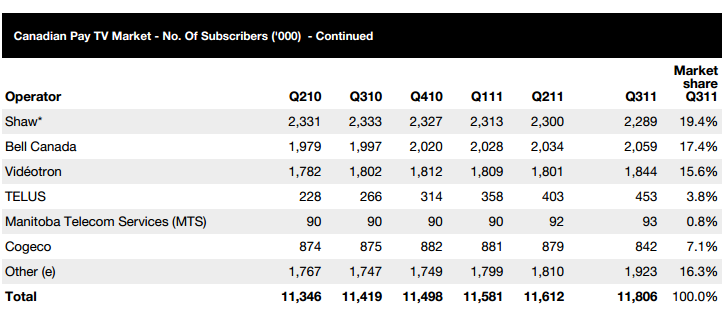 Canadian Pay TV Market - No. Of Subscribers ('000) - Continued
Market
share
Operator Q210 Q310 Q410 Q111 Q211 Q311 Q311
Shaw* 2,331 2,333 2,327 2,313 2,300 2,289 19.4%
Bell Canada 1,979 1,997 2,020 2,028 2,034 2,059 17.4%
Vidéotron 1,782 1,802 1,812 1,809 1,801 1,844 15.6%
TELUS 228 266 314 358 403 453 3.8%
Manitoba Telecom Services (MTS) 90 90 90 90 92 93 0.8%
Cogeco 874 875 882 881 879 842 7.1%
Other (e) 1,767 1,747 1,749 1,799 1,810 1,923 16.3%
Total 11,346 11,419 11,498 11,581 11,612 11,806 100.0%